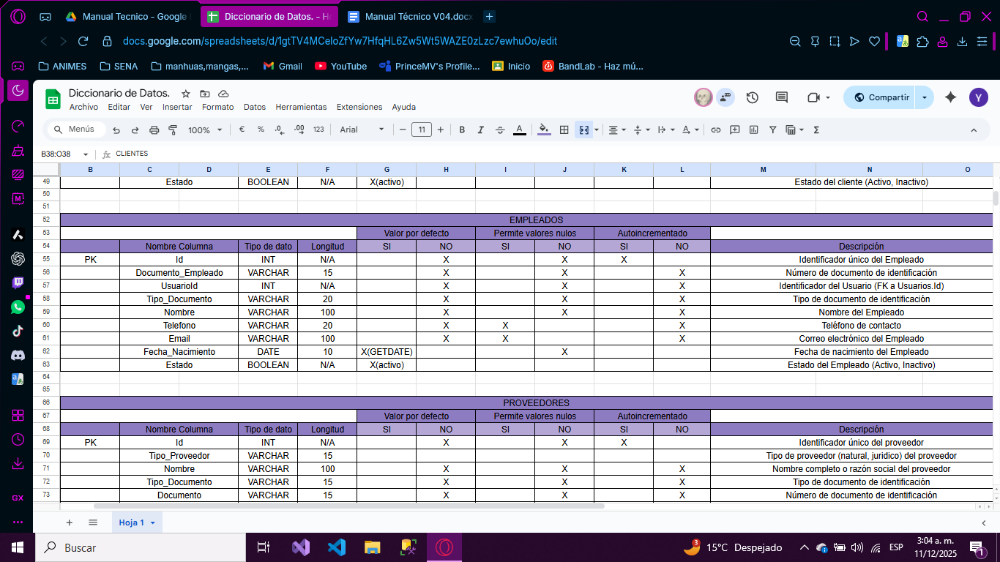 Manual Tecnico - Google
Diccionario de Datos. - H
Manual Técnico V04.docx
docs.google.com/spreadsheets/d/1gtTV4MCeIoZfYw7HfqHL6Zw5Wt5WAZE0zLzc7ewhuOo/edit
ANIMES SENA manhuas,mangas,... Gmail YouTube PrinceMV's Profile... Inicio BandLab - Haz mú...
Diccionario de Datos.
Archivo Editar Ver Insertar Formato Datos Herramientas Extensiones Ayuda
Compartir
Y
Menús 100% € % .0 .00 123 Arial 11 B I A
B38:O38 fx CLIENTES
B C D E F G H I J K L M N O
49 Estado BOOLEAN N/A X(activo) Estado del cliente (Activo, Inactivo)
50
51
52 EMPLEADOS
53 Valor por defecto Permite valores nulos Autoincrementado
54 Nombre Columna Tipo de dato Longitud SI NO SI NO SI NO Descripción
55 PK Id INT N/A X X X Identificador único del Empleado
56 Documento_Empleado VARCHAR 15 X X X Número de documento de identificación
57 UsuarioId INT N/A X X X Identificador del Usuario (FK a Usuarios.Id)
58 Tipo_Documento VARCHAR 20 X X X Tipo de documento de identificación
59 Nombre VARCHAR 100 X X X Nombre del Empleado
60 Telefono VARCHAR 20 X X X Teléfono de contacto
61 Email VARCHAR 100 X X X Correo electrónico del Empleado
62 Fecha_Nacimiento DATE 10 X(GETDATE) X Fecha de nacimiento del Empleado
63 Estado BOOLEAN N/A X(activo) Estado del Empleado (Activo, Inactivo)
64
65
66 PROVEEDORES
67 Valor por defecto Permite valores nulos Autoincrementado
68 Nombre Columna Tipo de dato Longitud SI NO SI NO SI NO Descripción
69 PK Id INT N/A X X X Identificador único del proveedor
70 Tipo_Proveedor VARCHAR 15 Tipo de proveedor (natural, juridico) del proveedor
71 Nombre VARCHAR 100 X X X Nombre completo o razón social del proveedor
72 Tipo_Documento VARCHAR 15 X X X Tipo de documento de identificación
73 Documento VARCHAR 15 X X X Número de documento de identificación
GX
Hoja 1
Buscar
3
15°C Despejado
ESP
3:04 a. m.
11/12/2025
1